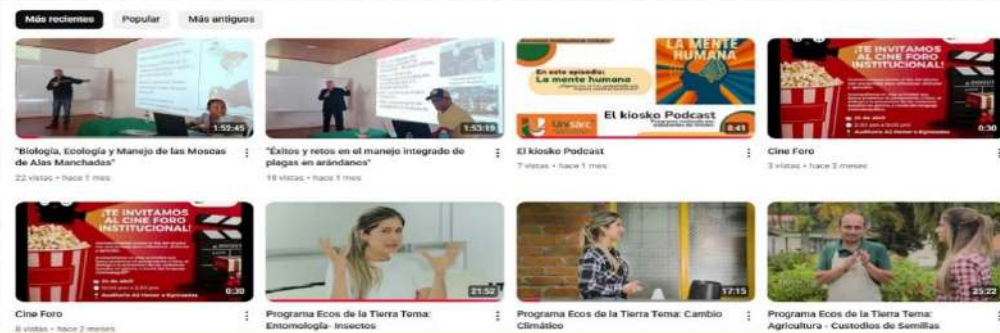 Más recientes
Popular
Más antiguos
1:52:45
1:53:19
LA MENTE
HUMANA
En este episodio:
La mente humana
El kiosko Podcast
8:41
¡TE INVITAMOS
AL CINE FORO
INSTITUCIONAL!
0:30
"Biología, Ecología y Manejo de las Moscas
de Alas Manchadas"
22 vistas • hace 1 mes
"Éxitos y retos en el manejo integrado de
plagas en arándanos"
18 vistas • hace 1 mes
El kiosko Podcast
7 vistas • hace 1 mes
Cine Foro
3 vistas • hace 2 meses
¡TE INVITAMOS
AL CINE FORO
INSTITUCIONAL!
0:30
21:52
17:15
25:22
Cine Foro
8 vistas • hace 2 meses
Programa Ecos de la Tierra Tema:
Entomología- Insectos
Programa Ecos de la Tierra Tema: Cambio
Climático
Programa Ecos de la Tierra Tema:
Agricultura - Custodios de Semillas